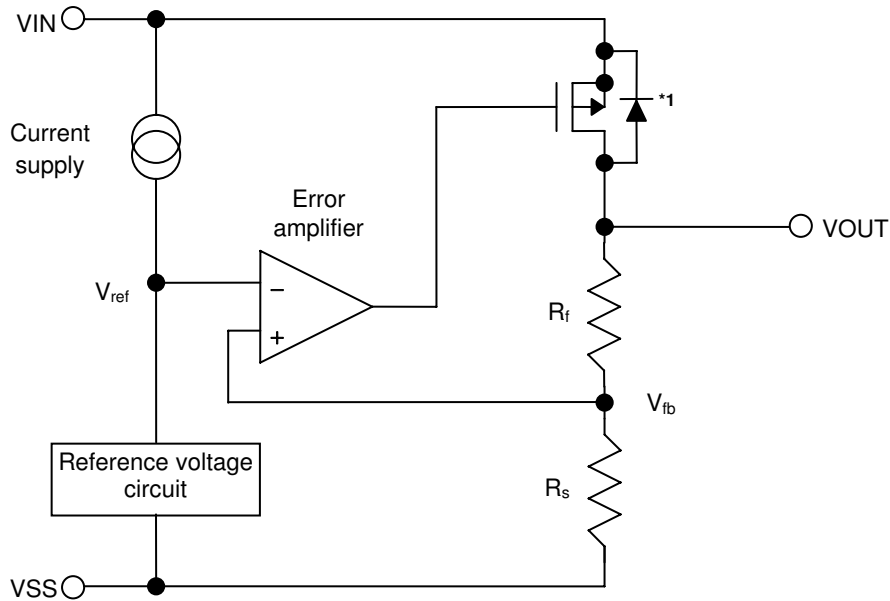 VIN
*1
Current
supply
Error
amplifier
VOUT
Vref
−
+
Rf
Vfb
Reference voltage
circuit
Rs
VSS